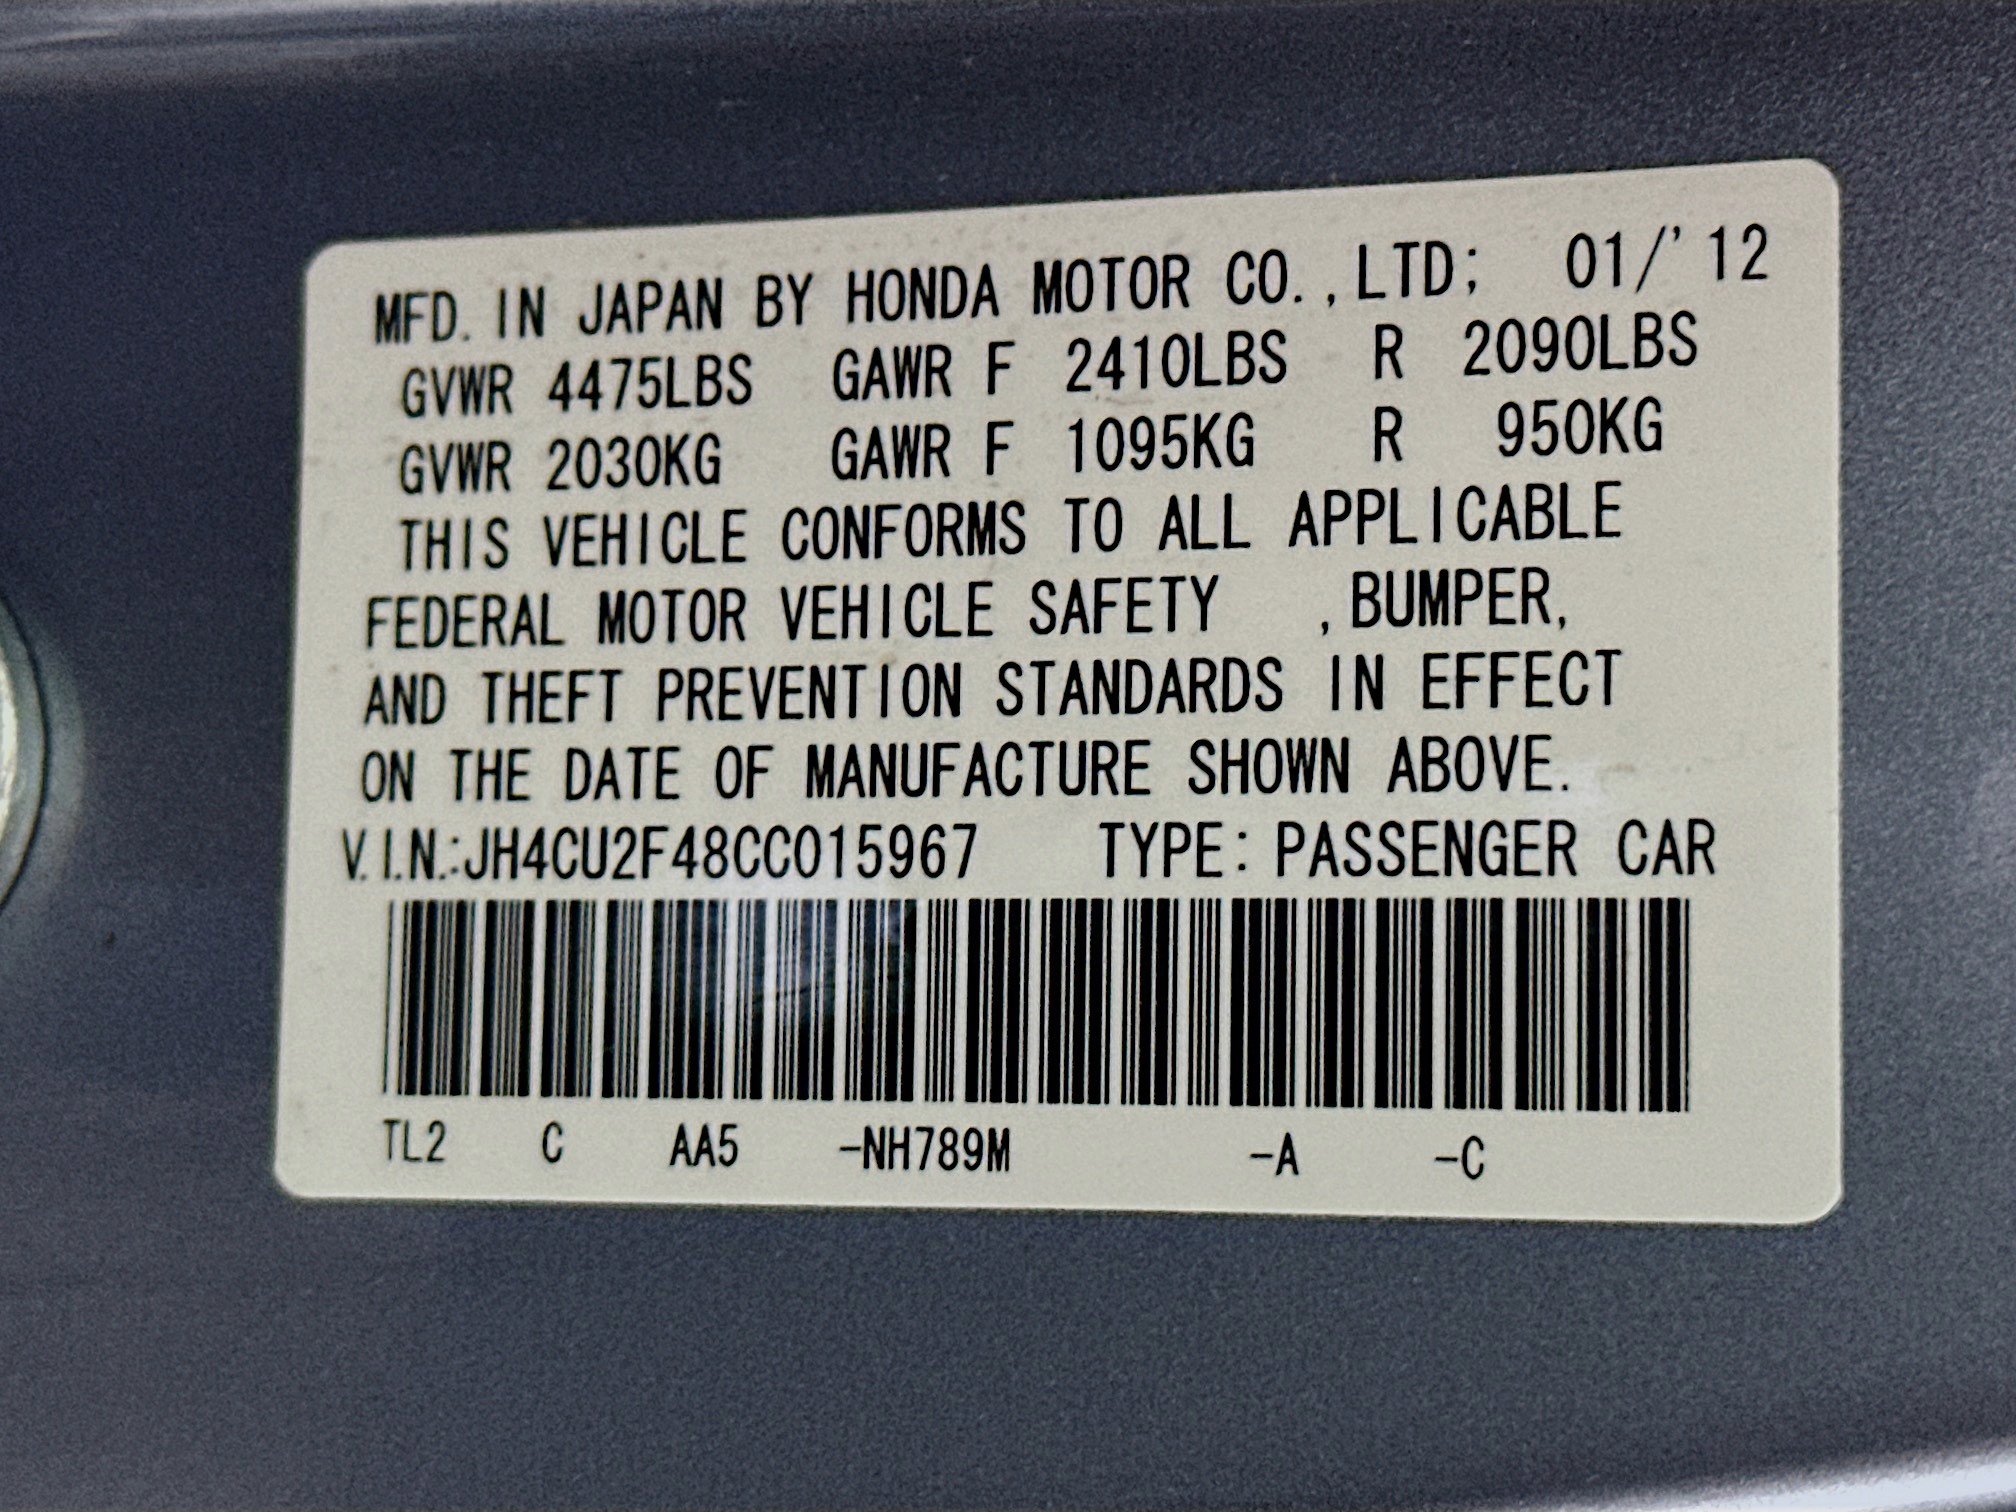 MFD. IN JAPAN BY HONDA MOTOR CO.,LTD; 01/'12
GVWR 4475LBS GAWR F 2410LBS R 2090LBS
GVWR 2030KG GAWR F 1095KG R 950KG
THIS VEHICLE CONFORMS TO ALL APPLICABLE
FEDERAL MOTOR VEHICLE SAFETY ,BUMPER,
AND THEFT PREVENTION STANDARDS IN EFFECT
ON THE DATE OF MANUFACTURE SHOWN ABOVE.
V.I.N.:JH4CU2F48CC015967 TYPE:PASSENGER CAR
TL2 C AA5 -NH789M -A -C